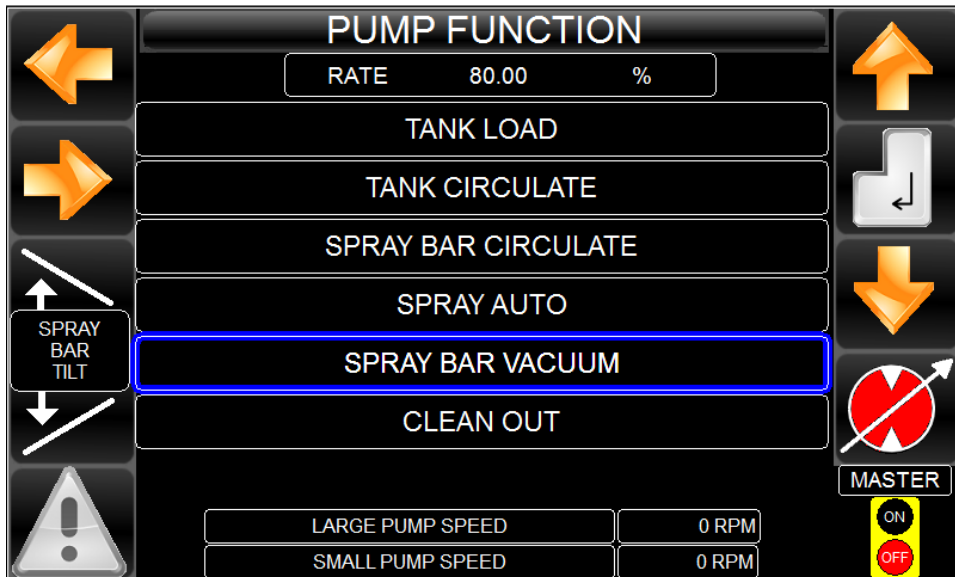 PUMP FUNCTION
RATE 80.00 %
TANK LOAD
TANK CIRCULATE
SPRAY BAR CIRCULATE
SPRAY AUTO
SPRAY
BAR
TILT
SPRAY BAR VACUUM
CLEAN OUT
MASTER
ON
OFF
LARGE PUMP SPEED 0 RPM
SMALL PUMP SPEED 0 RPM